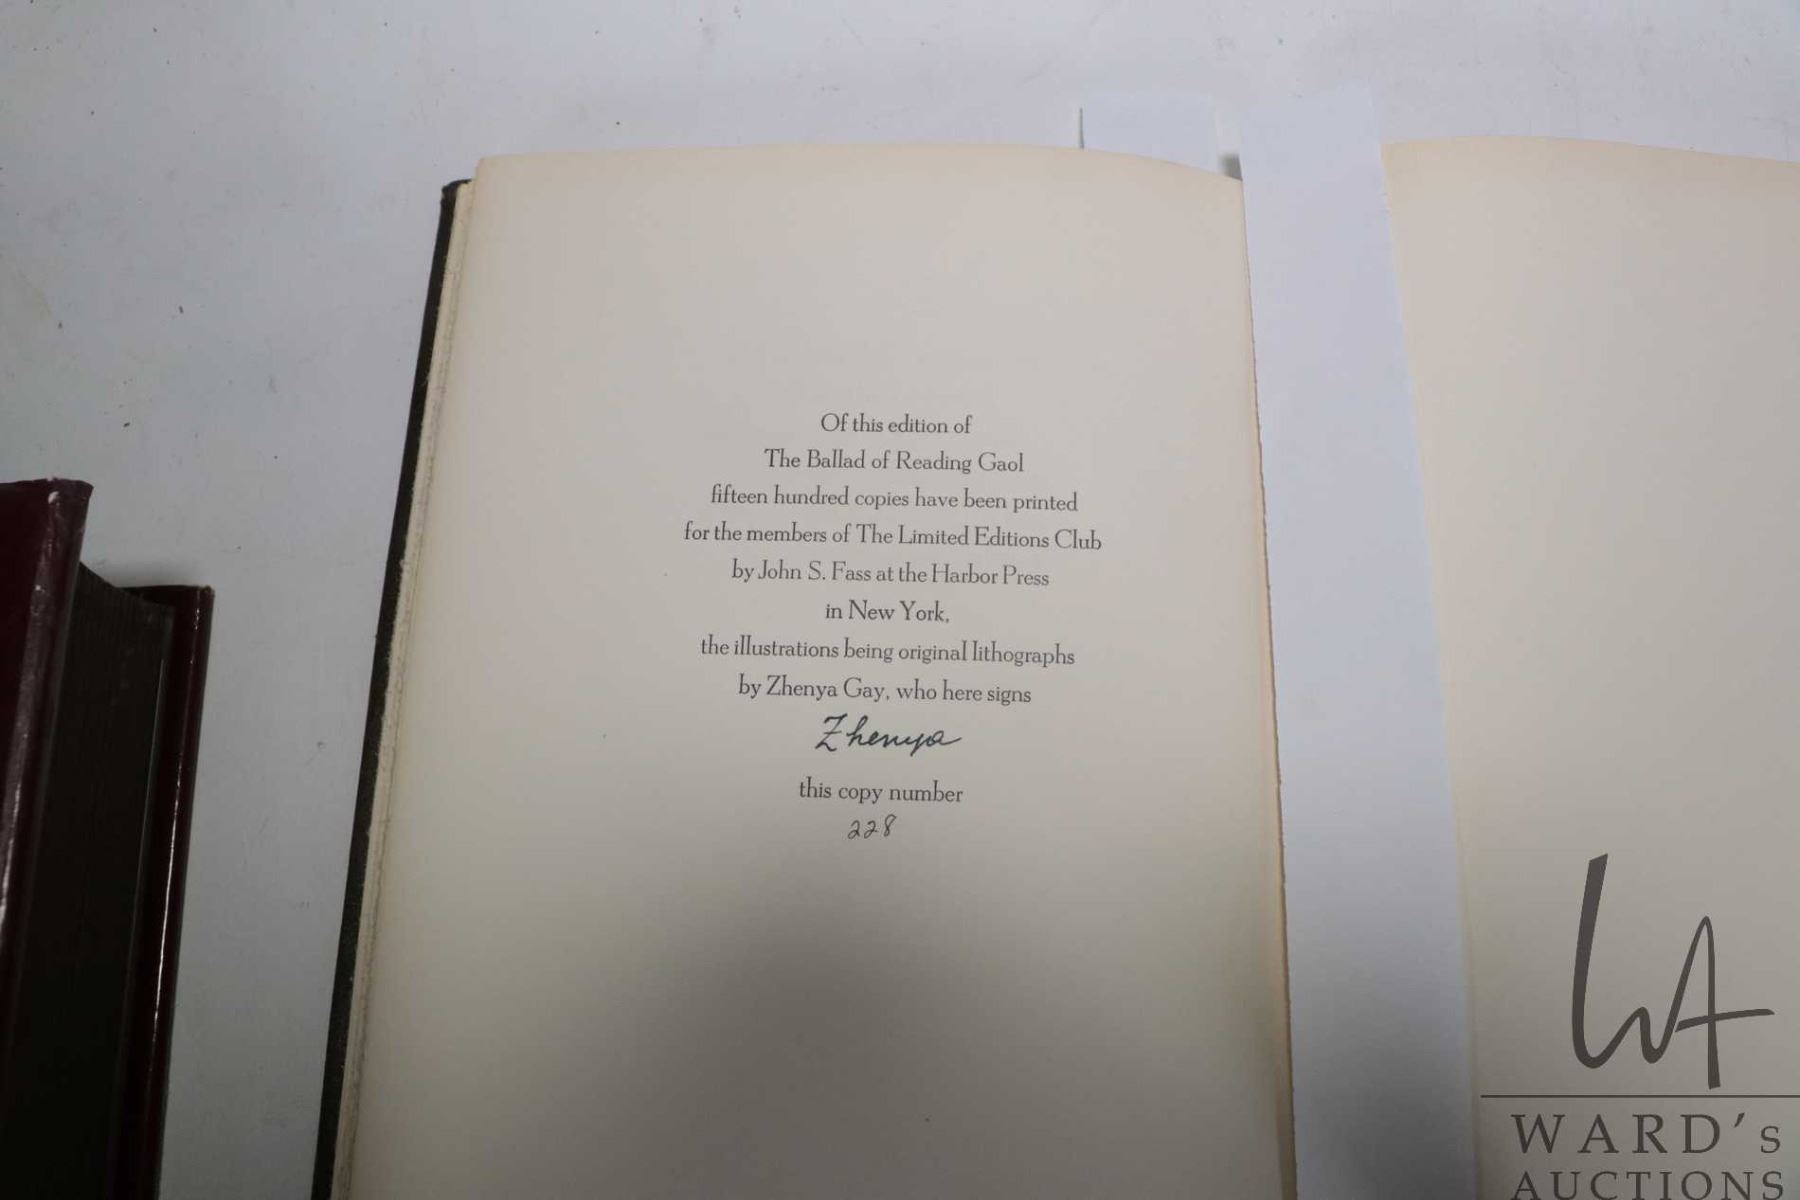 Of this edition of
The Ballad of Reading Gaol
fifteen hundred copies have been printed
for the members of The Limited Editions Club
by John S. Fass at the Harbor Press
in New York,
the illustrations being original lithographs
by Zhenya Gay, who here signs
Zhenya
this copy number
228
WA
WARD's
AUCTIONS